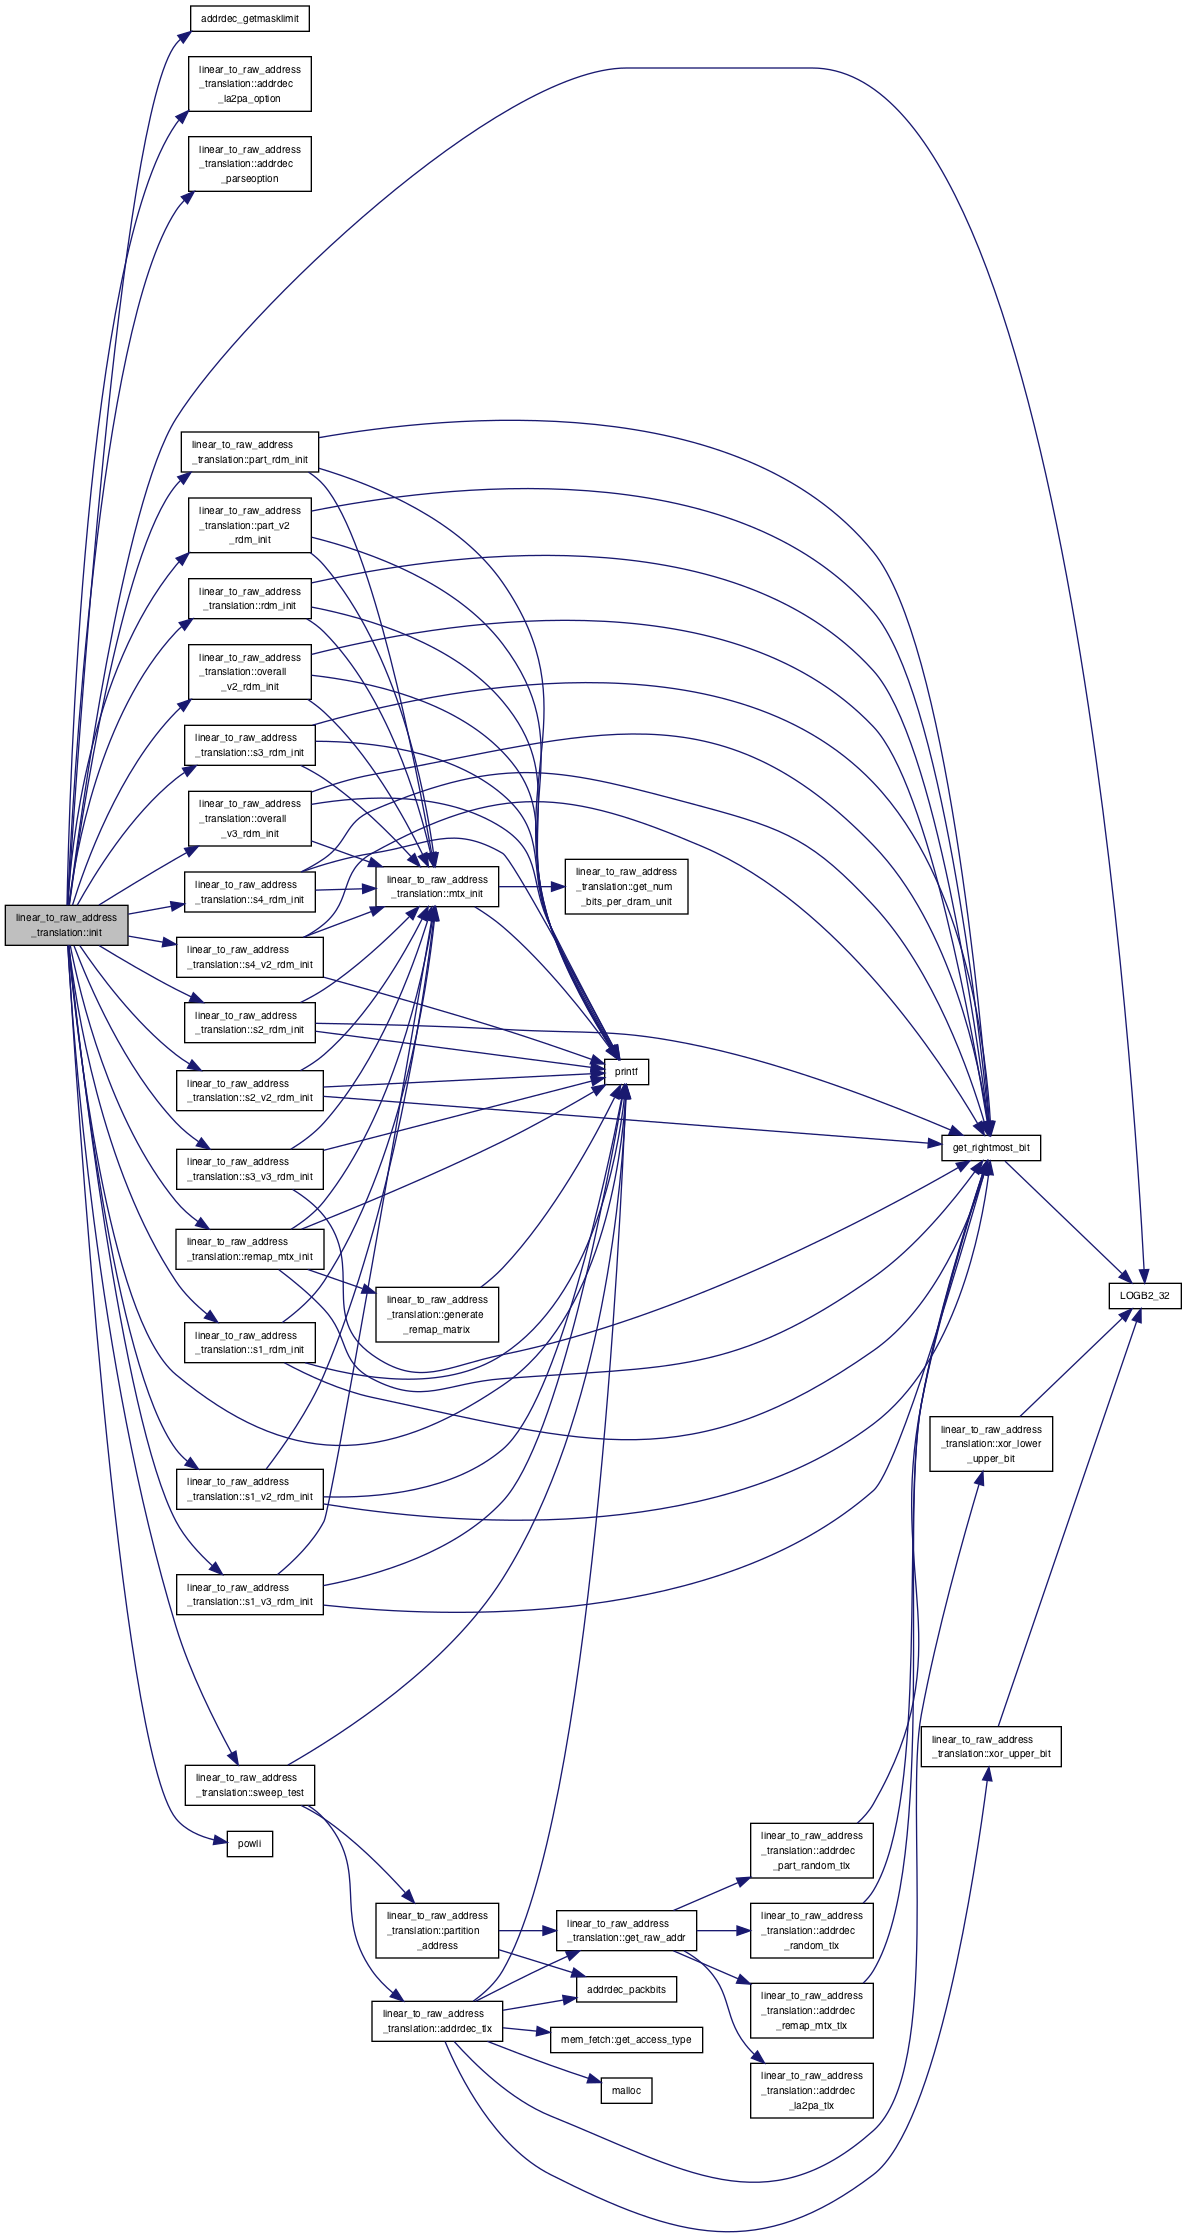 addrdec_getmasklimit
linear_to_raw_address
_translation::addrdec
_la2pa_option
linear_to_raw_address
_translation::addrdec
_parseoption
linear_to_raw_address
_translation::part_rdm_init
linear_to_raw_address
_translation::part_v2
_rdm_init
linear_to_raw_address
_translation::rdm_init
linear_to_raw_address
_translation::overall
_v2_rdm_init
linear_to_raw_address
_translation::s3_rdm_init
linear_to_raw_address
_translation::overall
_v3_rdm_init
linear_to_raw_address
_translation::mtx_init
linear_to_raw_address
_translation::get_num
_bits_per_dram_unit
linear_to_raw_address
_translation::s4_rdm_init
linear_to_raw_address
_translation::init
linear_to_raw_address
_translation::s4_v2_rdm_init
linear_to_raw_address
_translation::s2_rdm_init
printf
linear_to_raw_address
_translation::s2_v2_rdm_init
get_rightmost_bit
linear_to_raw_address
_translation::s3_v3_rdm_init
linear_to_raw_address
_translation::remap_mtx_init
LOGB2_32
linear_to_raw_address
_translation::generate
_remap_matrix
linear_to_raw_address
_translation::s1_rdm_init
linear_to_raw_address
_translation::xor_lower
_upper_bit
linear_to_raw_address
_translation::s1_v2_rdm_init
linear_to_raw_address
_translation::s1_v3_rdm_init
linear_to_raw_address
_translation::xor_upper_bit
linear_to_raw_address
_translation::sweep_test
powli
linear_to_raw_address
_translation::addrdec
_part_random_tlx
linear_to_raw_address
_translation::partition
_address
linear_to_raw_address
_translation::get_raw_addr
linear_to_raw_address
_translation::addrdec
_random_tlx
addrdec_packbits
linear_to_raw_address
_translation::addrdec
_remap_mtx_tlx
linear_to_raw_address
_translation::addrdec_tlx
mem_fetch::get_access_type
malloc
linear_to_raw_address
_translation::addrdec
_la2pa_tlx